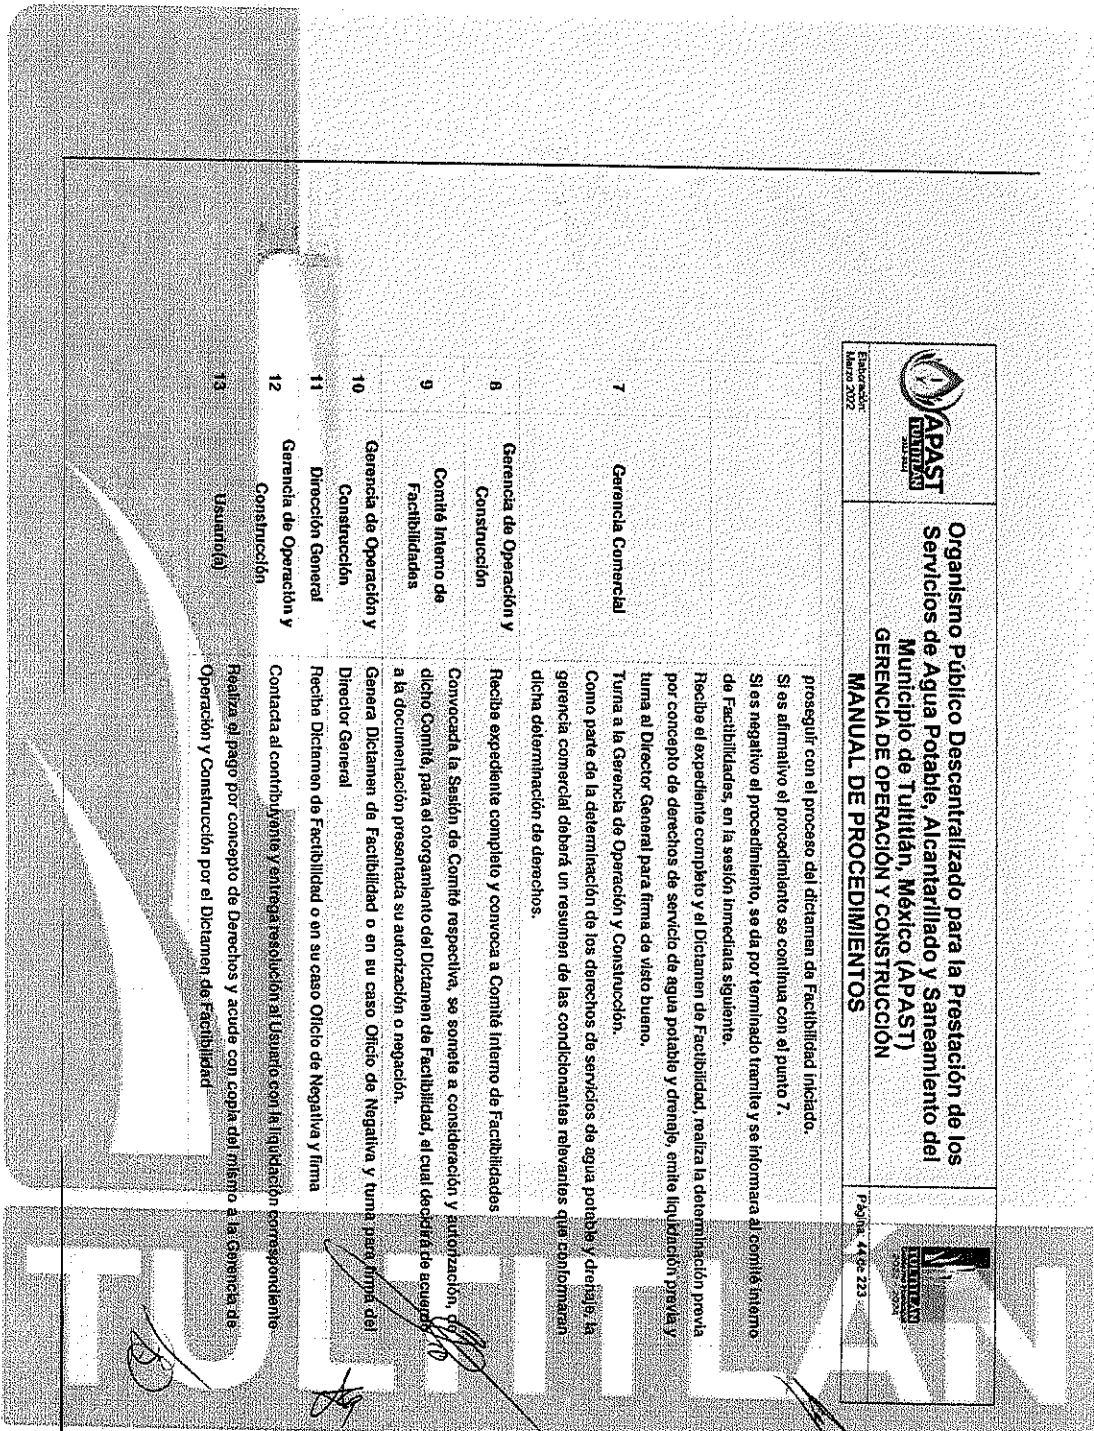 APAST
TULTITLÁN
2022-2024
Organismo Público Descentralizado para la Prestación de los
Servicios de Agua Potable, Alcantarillado y Saneamiento del
Municipio de Tultitlán, México (APAST)
GERENCIA DE OPERACIÓN Y CONSTRUCCIÓN
MANUAL DE PROCEDIMIENTOS
TULTITLÁN
Elaboración:
Marzo 2022
Página: 44 de 223
proseguir con el proceso del dictamen de Factibilidad iniciado.
Si es afirmativo el procedimiento se continua con el punto 7.
Si es negativo el procedimiento, se da por terminado tramite y se informara al comité interno
de Factibilidades, en la sesión inmediata siguiente.
7
Gerencia Comercial
Recibe el expediente completo y el Dictamen de Factibilidad, realiza la determinación previa
por concepto de derechos de servicio de agua potable y drenaje, emite liquidación previa y
turna al Director General para firma de visto bueno.
Turna a la Gerencia de Operación y Construcción.
Como parte de la determinación de los derechos de servicios de agua potable y drenaje, la
gerencia comercial deberá un resumen de las condicionantes relevantes que conformaran
dicha determinación de derechos.
8
Gerencia de Operación y
Construcción
Recibe expediente completo y convoca a Comité Interno de Factibilidades
9
Comité Interno de
Factibilidades
Convocada la Sesión de Comité respectiva, se somete a consideración y autorización, de
dicho Comité, para el otorgamiento del Dictamen de Factibilidad, el cual decidirá de acuerdo
a la documentación presentada su autorización o negación.
10
Gerencia de Operación y
Construcción
Genera Dictamen de Factibilidad o en su caso Oficio de Negativa y turna para firma del
Director General
11
Dirección General
Recibe Dictamen de Factibilidad o en su caso Oficio de Negativa y firma
12
Gerencia de Operación y
Construcción
Contacta al contribuyente y entrega resolución al Usuario con la liquidación correspondiente
13
Usuario(a)
Realiza el pago por concepto de Derechos y acude con copia del mismo a la Gerencia de
Operación y Construcción por el Dictamen de Factibilidad
TULTITLÁN